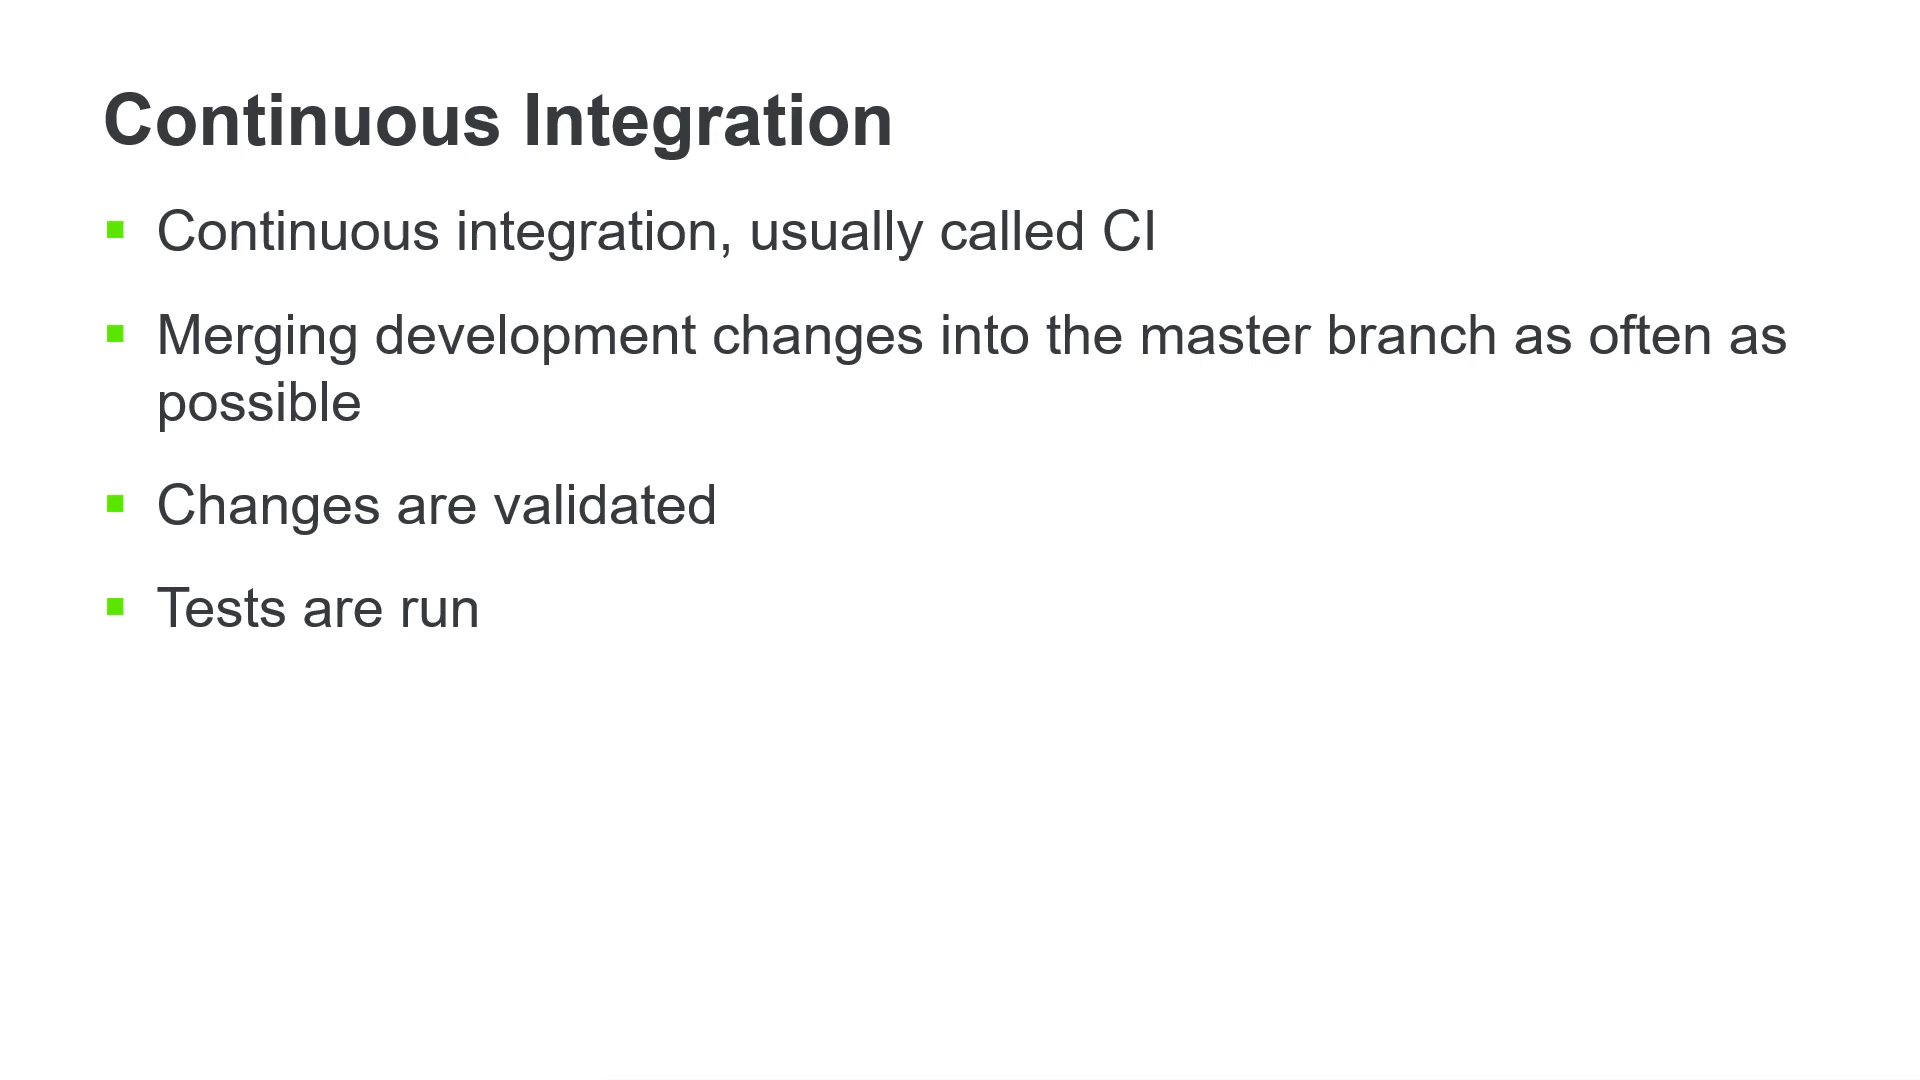 Continuous Integration
Continuous integration, usually called CI
Merging development changes into the master branch as often as
possible
Changes are validated
Tests are run